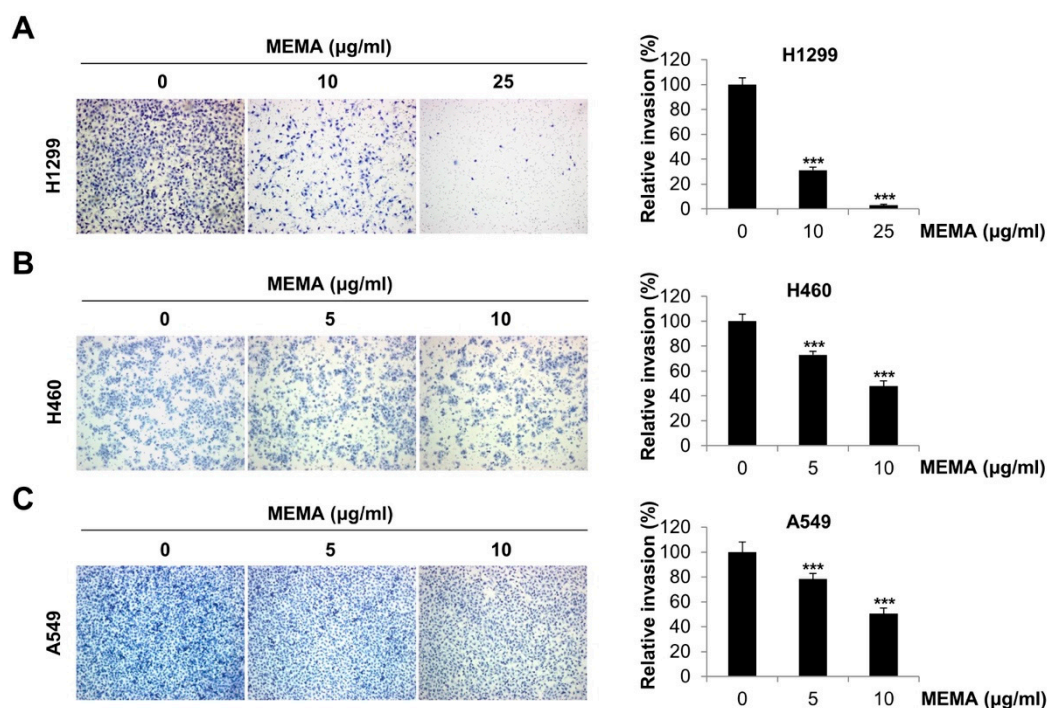 A
MEMA (µg/ml)
0 10 25
H1299
H1299
Relative invasion (%)
120
100
80
60
40
20
0
***
***
0 10 25 MEMA (µg/ml)
B
MEMA (µg/ml)
0 5 10
H460
H460
Relative invasion (%)
120
100
80
60
40
20
0
***
***
0 5 10 MEMA (µg/ml)
C
MEMA (µg/ml)
0 5 10
A549
A549
Relative invasion (%)
120
100
80
60
40
20
0
***
***
0 5 10 MEMA (µg/ml)